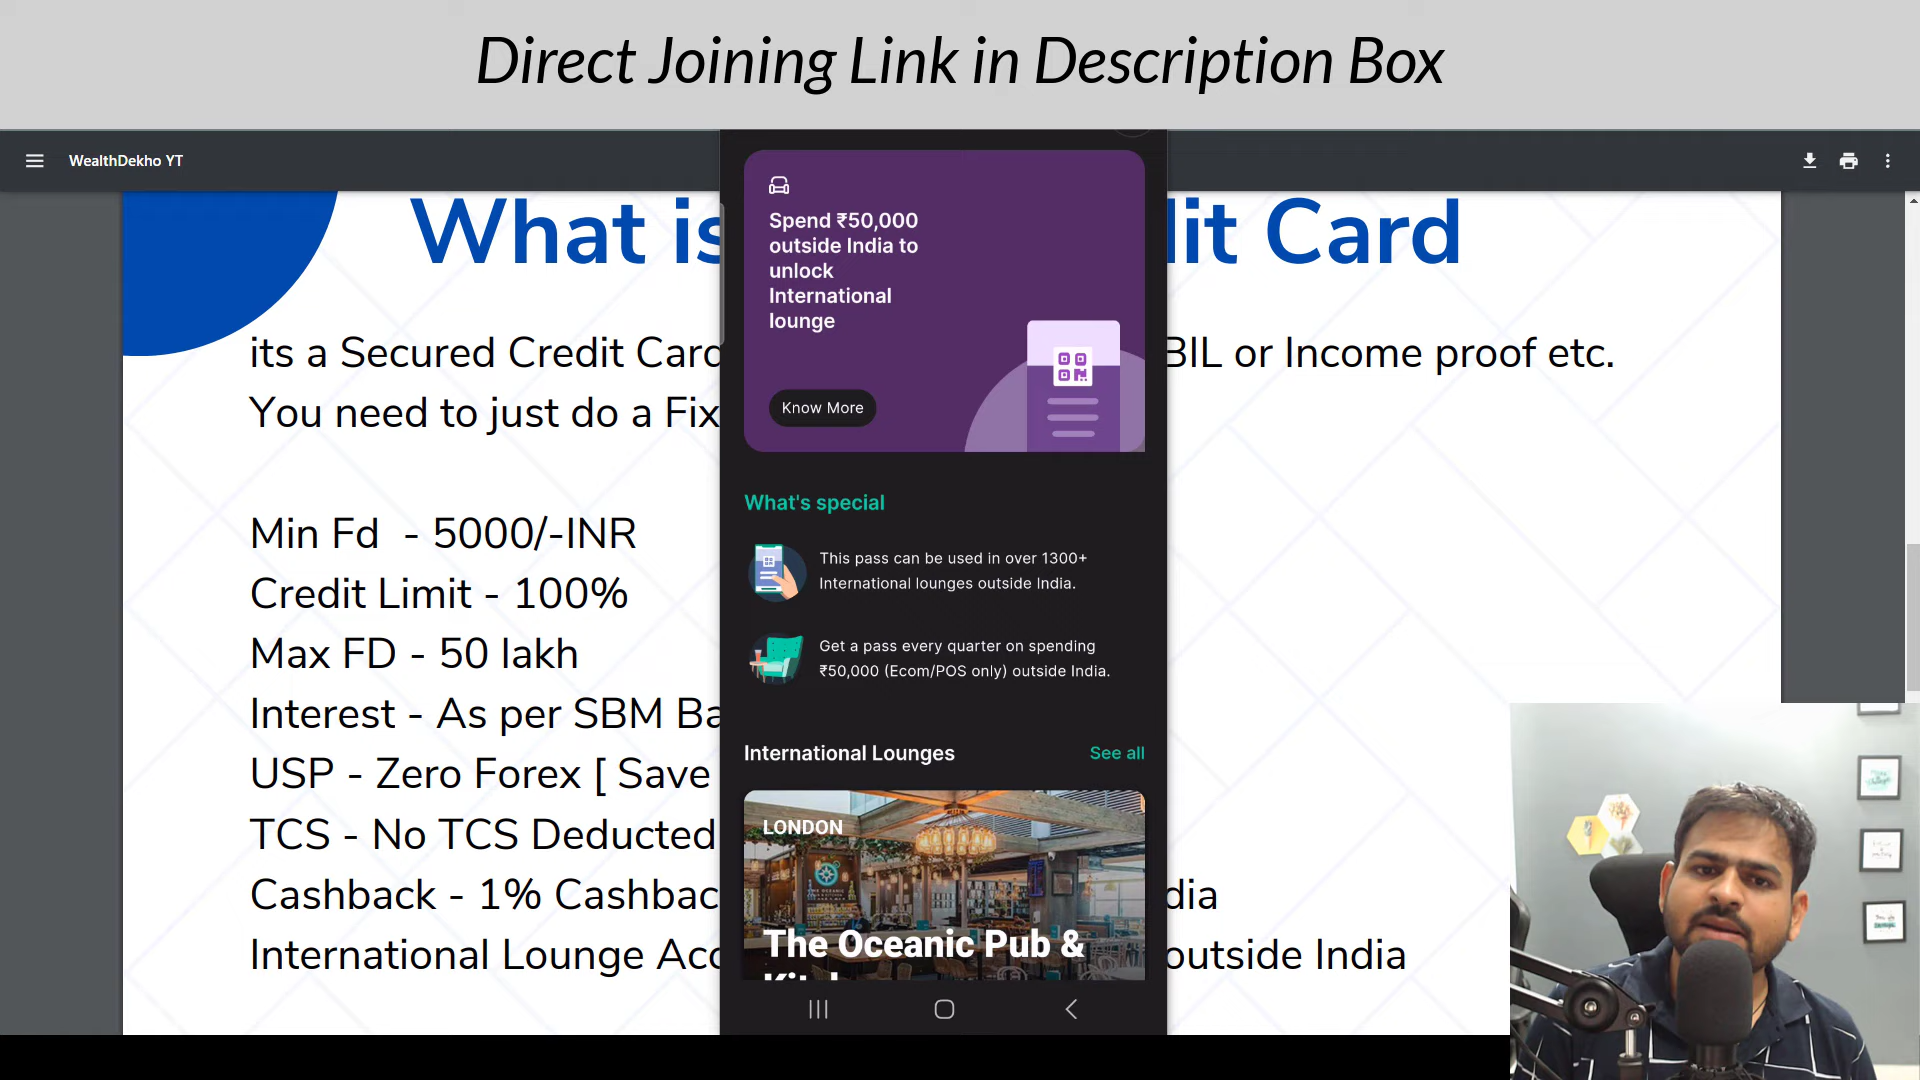 Direct Joining Link in Description Box
WealthDekho YT
What is
dit Card
its a Secured Credit Card
BIL or Income proof etc.
You need to just do a Fix
Min Fd - 5000/-INR
Credit Limit - 100%
Max FD - 50 lakh
Interest - As per SBM Ba
USP - Zero Forex [ Save
TCS - No TCS Deducted
Cashback - 1% Cashbac
dia
International Lounge Acc
outside India
Spend ₹50,000
outside India to
unlock
International
lounge
Know More
What's special
This pass can be used in over 1300+
International lounges outside India.
Get a pass every quarter on spending
₹50,000 (Ecom/POS only) outside India.
International Lounges
See all
LONDON
The Oceanic Pub &